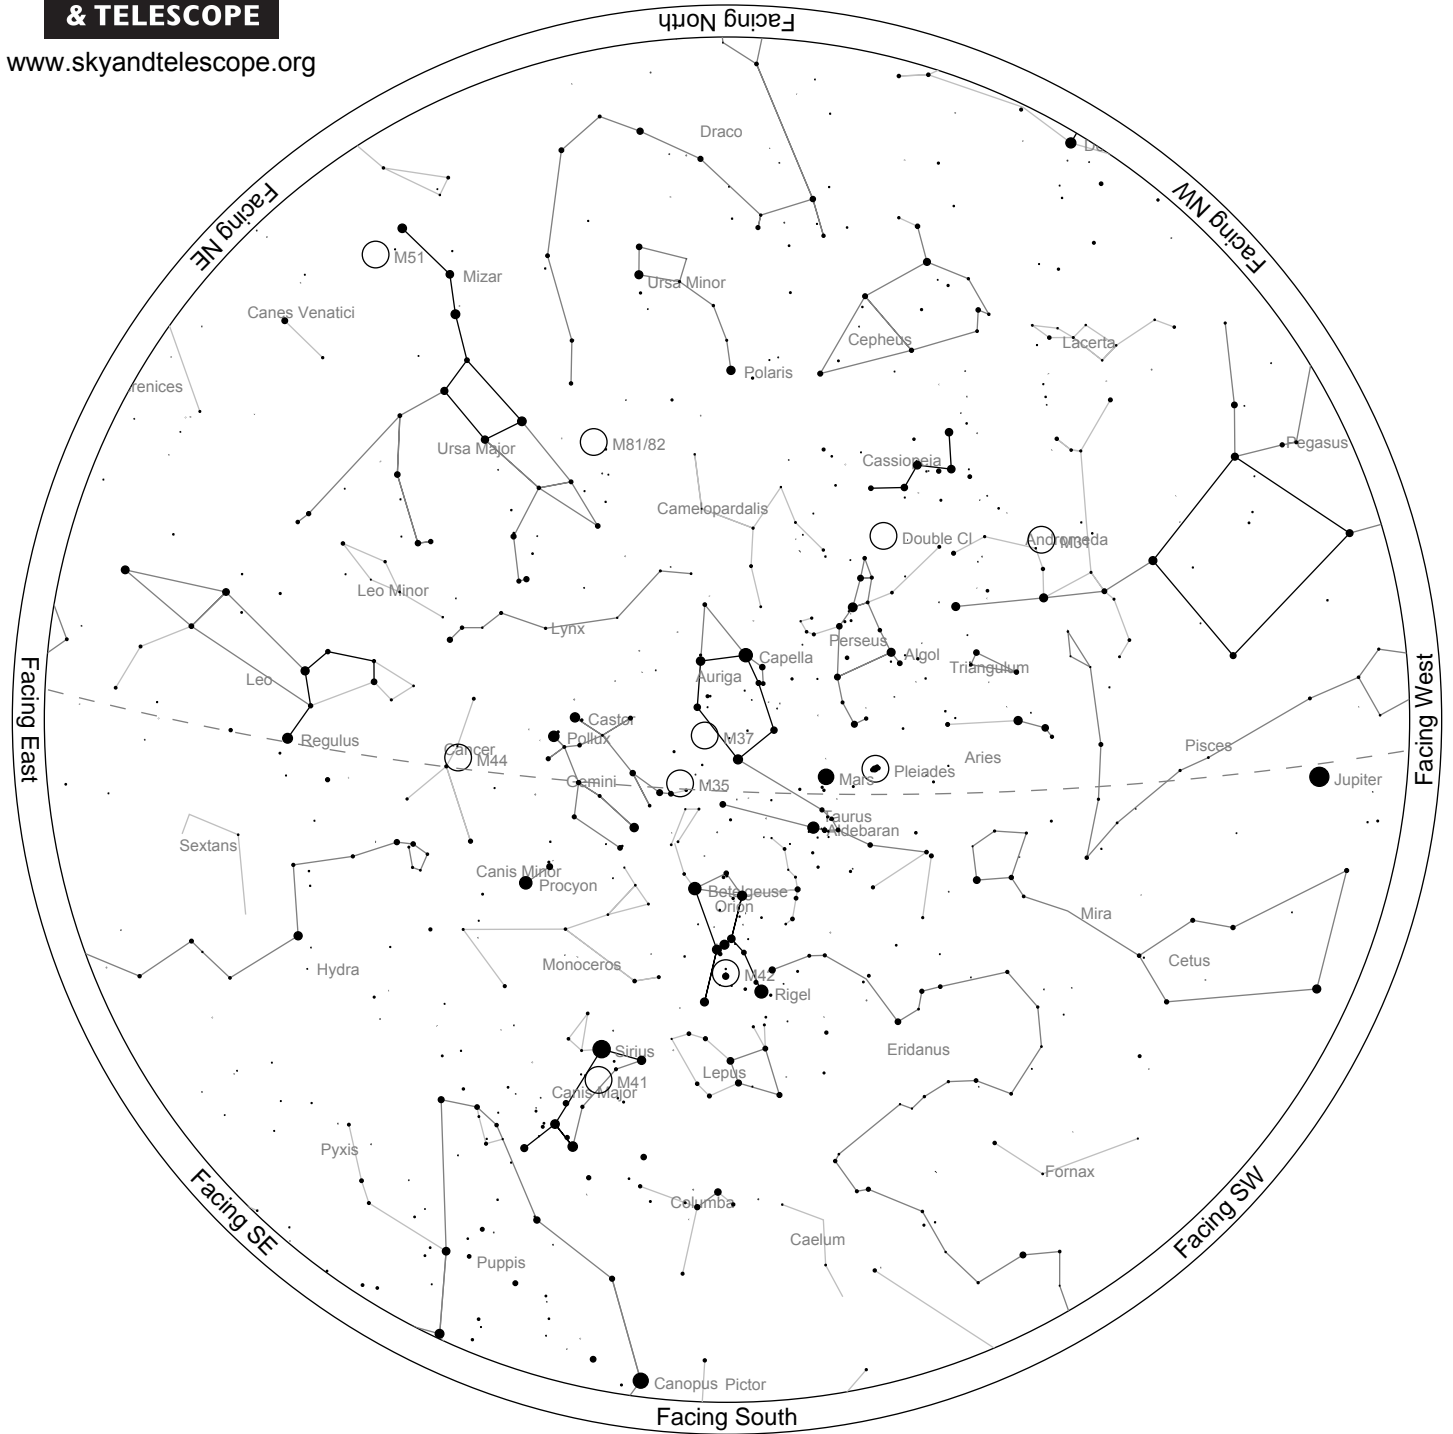 & TELESCOPE
www.skyandtelescope.org
Facing North
Draco
Facing NE
Facing NW
M51
Mizar
Ursa Minor
Canes Venatici
Cepheus
Lacerta
Polaris
renices
Ursa Major
M81/82
Cassiopeia
Pegasus
Camelopardalis
Double Cl
Andromeda
M31
Leo Minor
Lynx
Perseus
Algol
Capella
Triangulum
Auriga
Leo
Castor
Regulus
Pollux
M37
Cancer
M44
Pisces
Aries
Facing East
Facing West
Gemini
M35
Mars
Pleiades
Jupiter
Taurus
Aldebaran
Sextans
Canis Minor
Procyon
Betelgeuse
Orion
Mira
Hydra
Monoceros
M42
Cetus
Rigel
Sirius
Eridanus
Lepus
M41
Canis Major
Pyxis
Fornax
Columba
Facing SE
Facing SW
Caelum
Puppis
Canopus
Pictor
Facing South